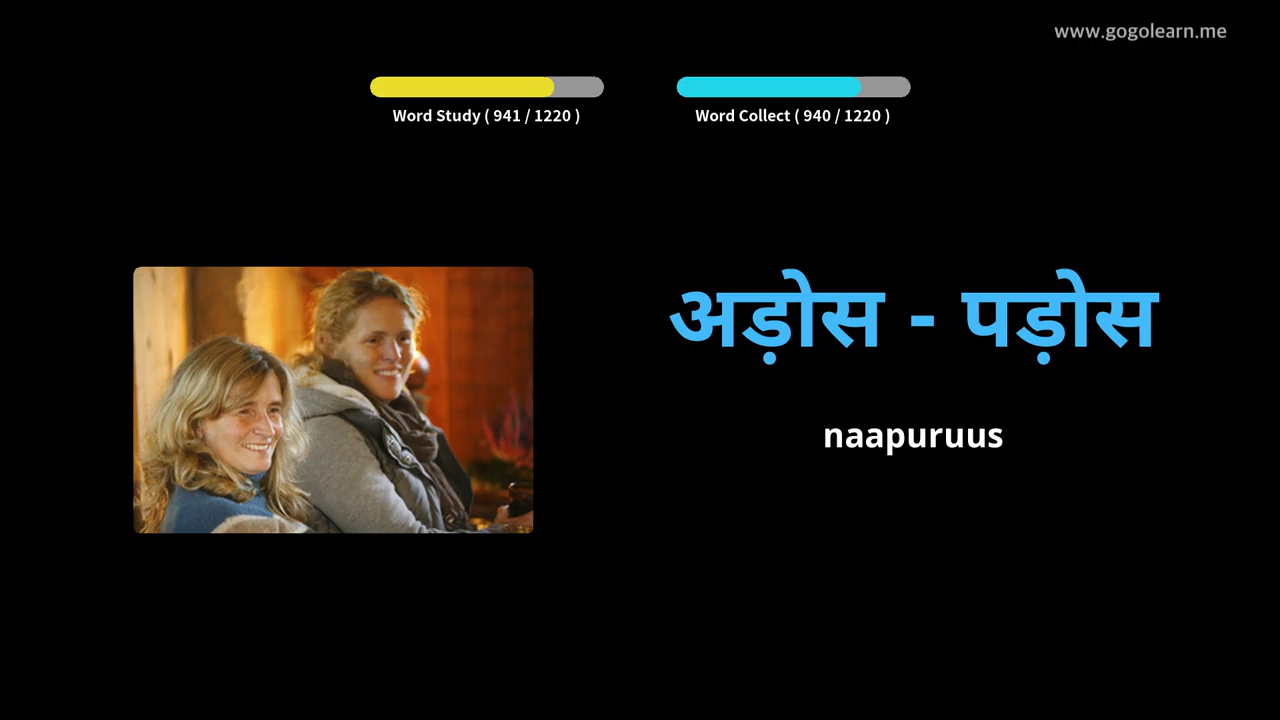 www.gogolearn.me
Word Study ( 941 / 1220 )
Word Collect ( 940 / 1220 )
अड़ोस - पड़ोस
naapuruus